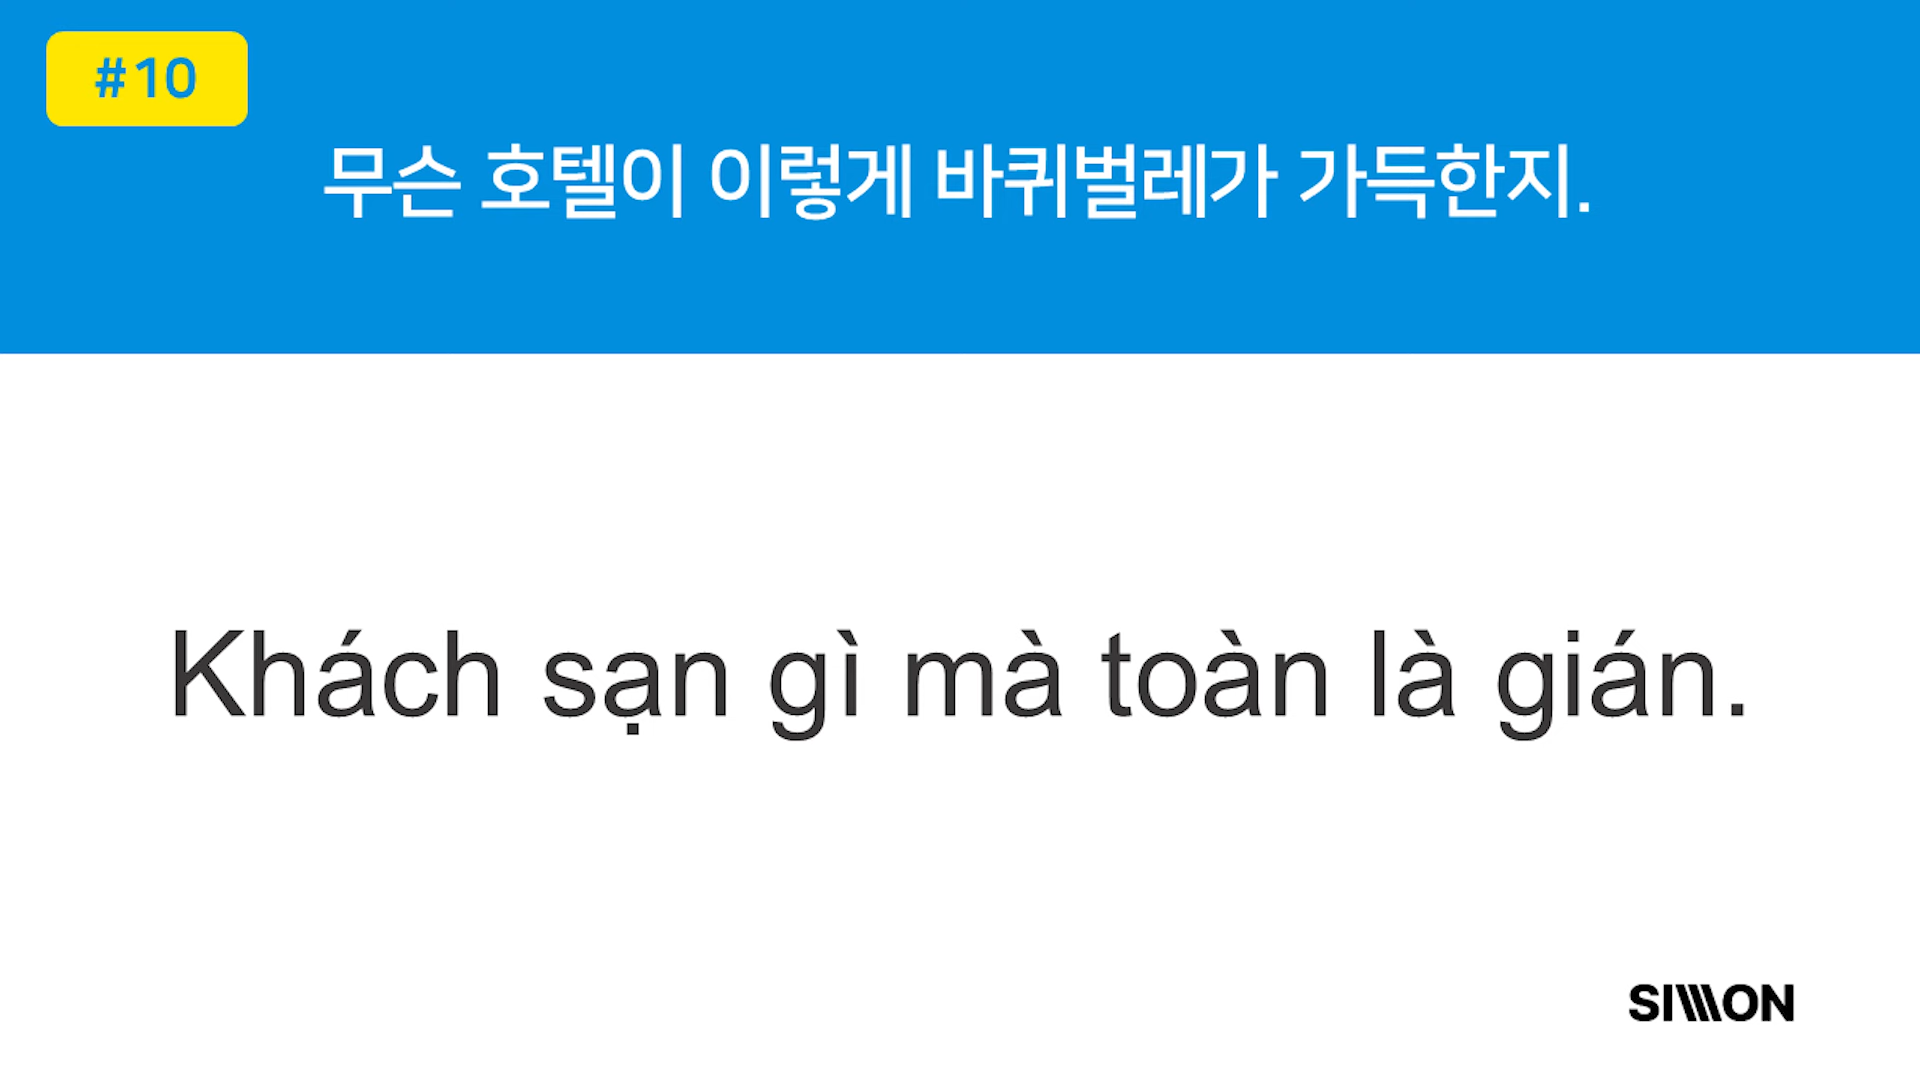 #10
무슨 호텔이 이렇게 바퀴벌레가 가득한지.
Khách sạn gì mà toàn là gián.
SIWON